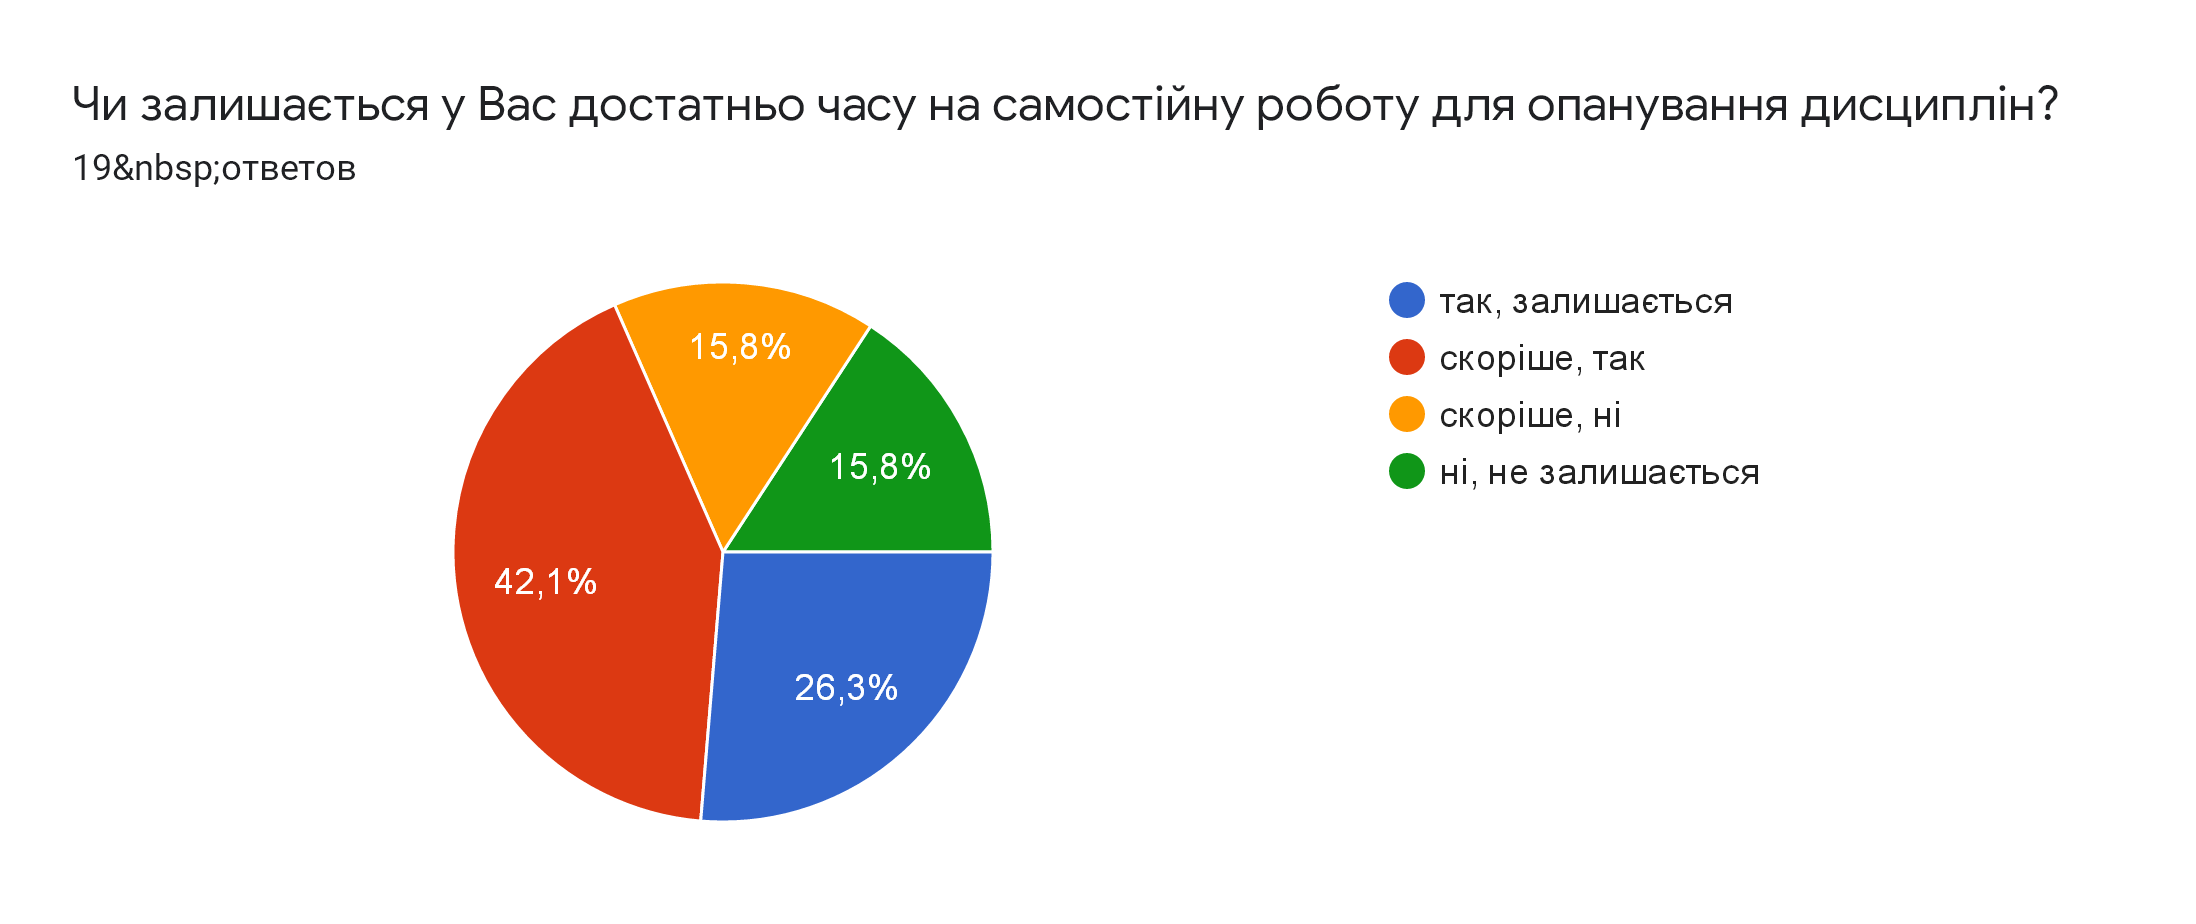 Чи залишається у Вас достатньо часу на самостійну роботу для опанування дисциплін?
19&nbsp;ответов
15,8%
15,8%
42,1%
26,3%
так, залишається
скоріше, так
скоріше, ні
ні, не залишається